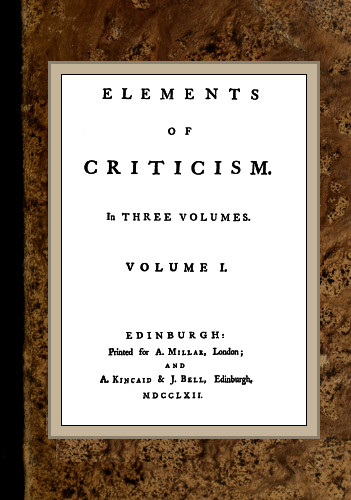 ELEMENTS
OF
CRITICISM.
In THREE VOLUMES.
VOLUME I.
EDINBURGH:
Printed for A. MILLAR, London;
AND
A. KINCAID & J. BELL, Edinburgh,
MDCCLXII.